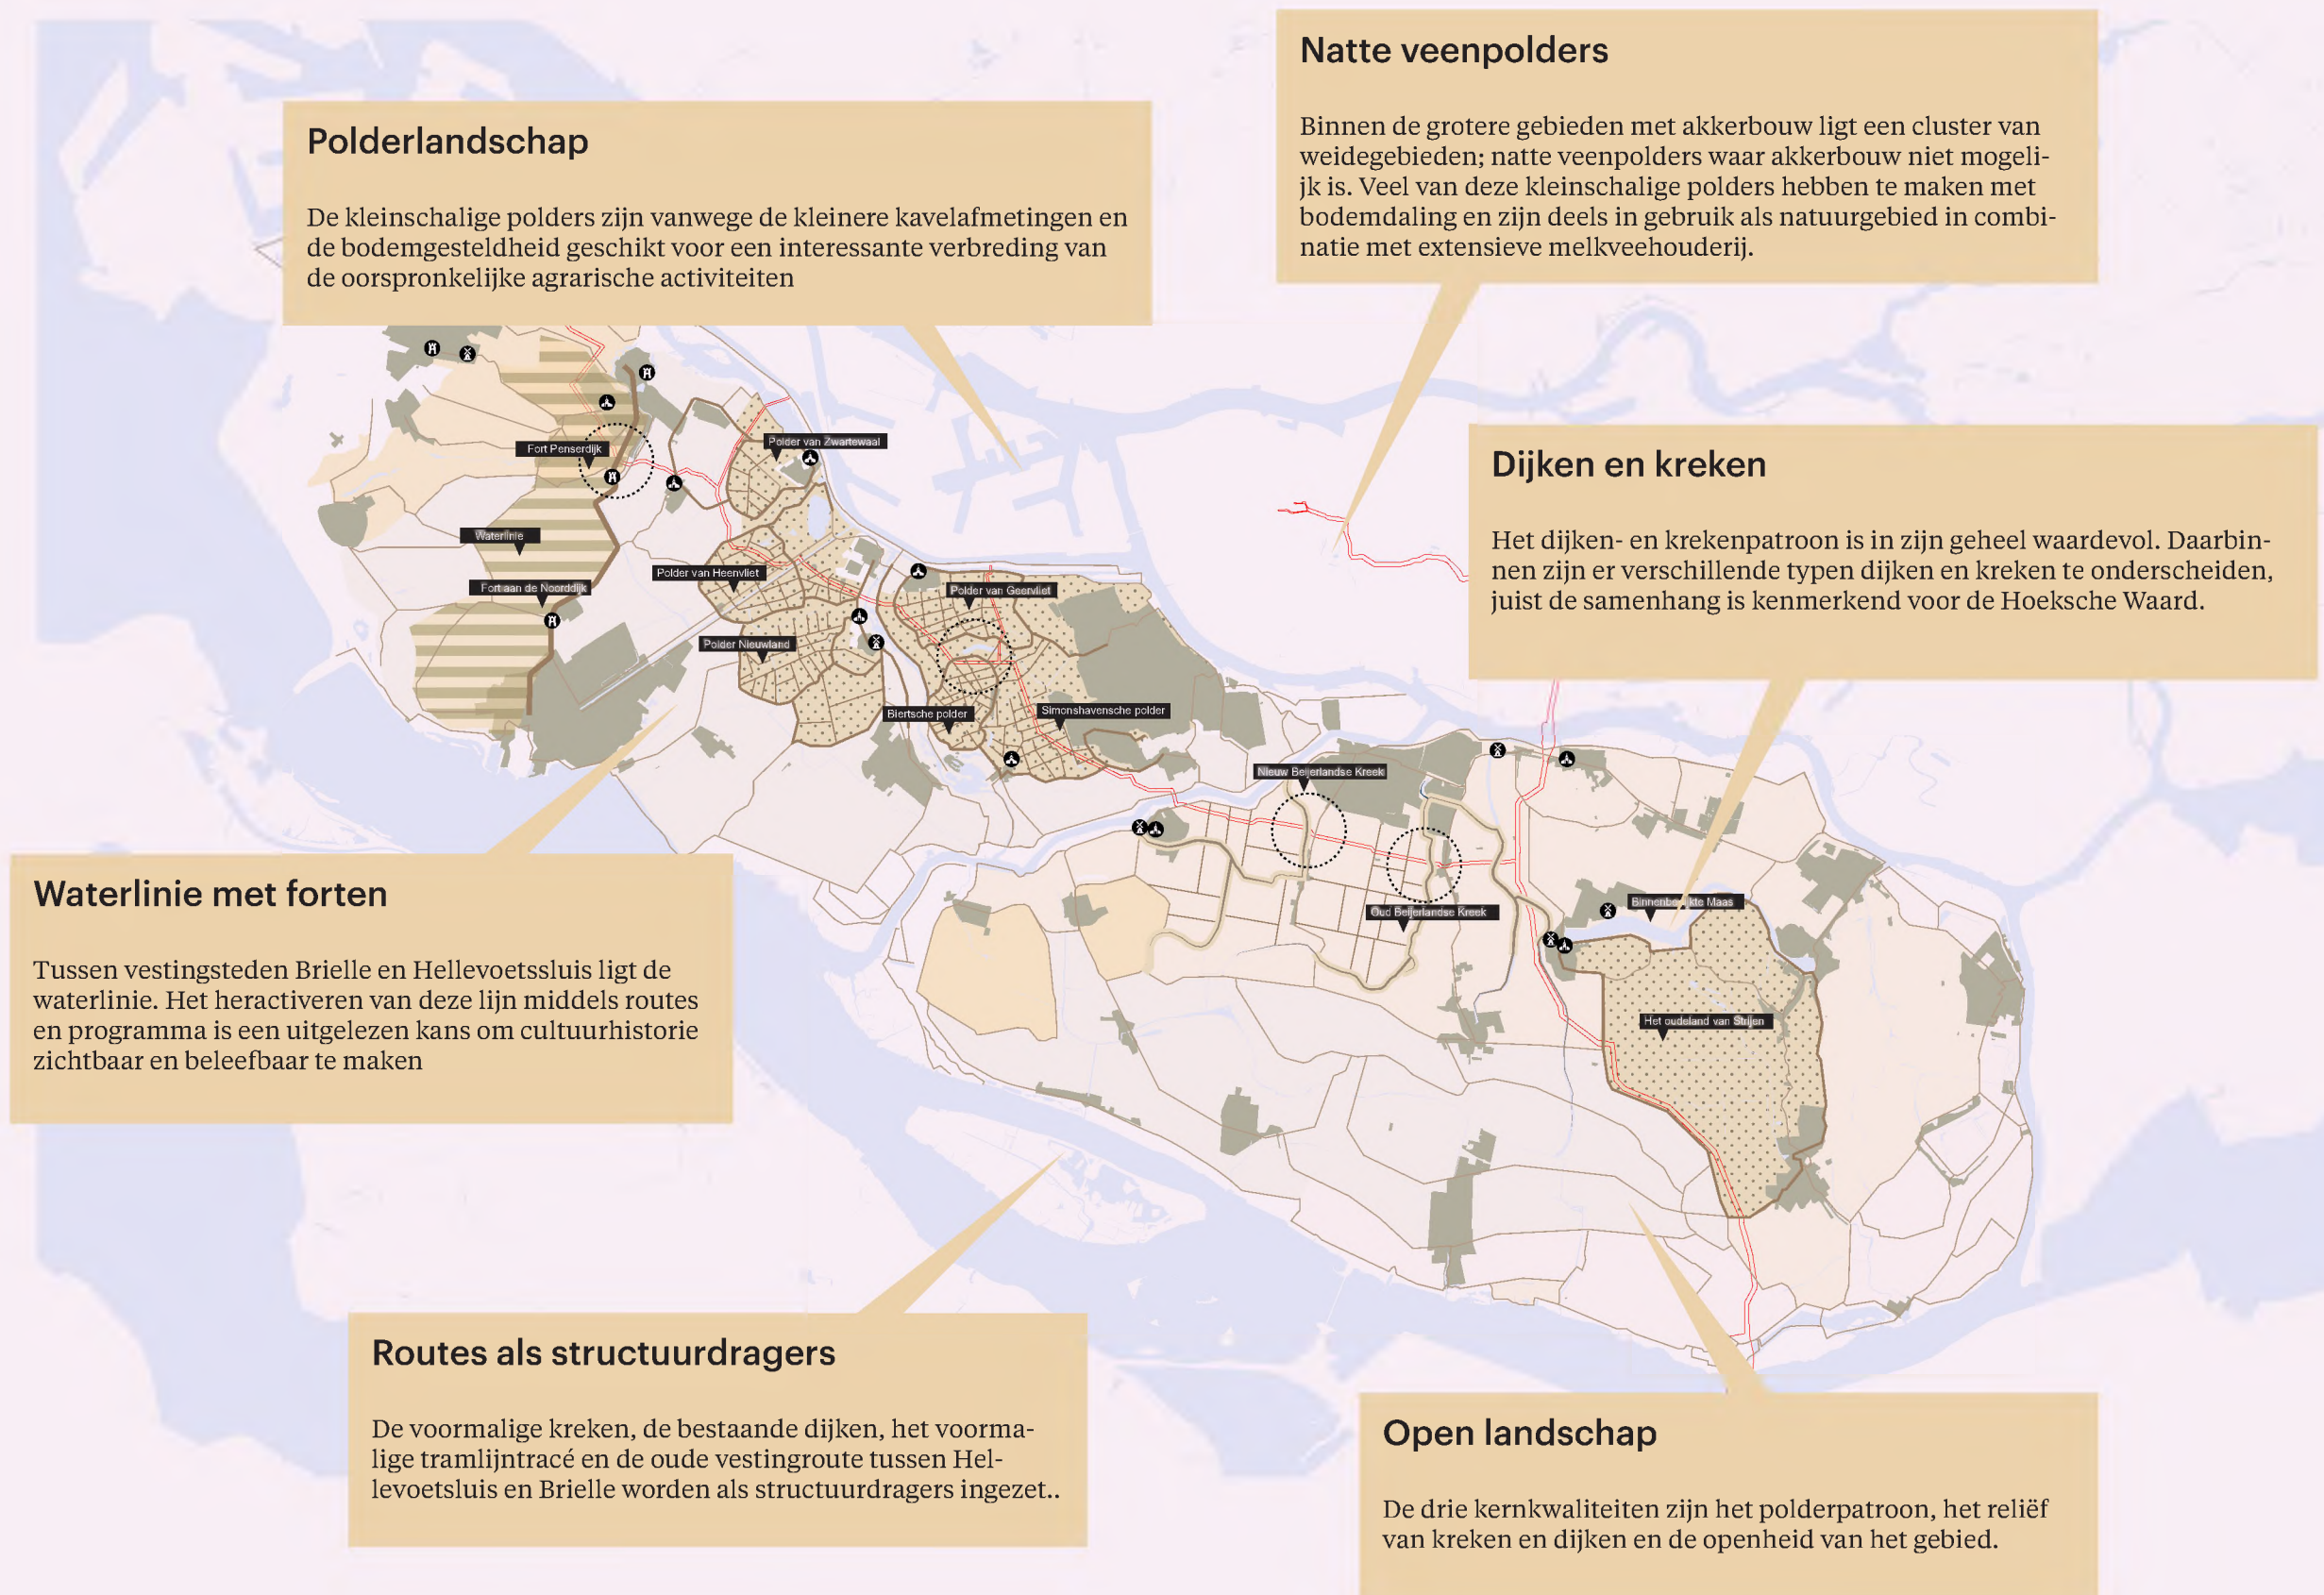 Natte veenpolders
Binnen de grotere gebieden met akkerbouw ligt een cluster van
weidegebieden; natte veenpolders waar akkerbouw niet mogeli-
jk is. Veel van deze kleinschalige polders hebben te maken met
bodemdaling en zijn deels in gebruik als natuurgebied in combi-
natie met extensieve melkveehouderij.
Polderlandschap
De kleinschalige polders zijn vanwege de kleinere kavelafmetingen en
de bodemgesteldheid geschikt voor een interessante verbreding van
de oorspronkelijke agrarische activiteiten
Dijken en kreken
Het dijken- en krekenpatroon is in zijn geheel waardevol. Daarbin-
nen zijn er verschillende typen dijken en kreken te onderscheiden,
juist de samenhang is kenmerkend voor de Hoeksche Waard.
Polder van Zwartewaal
Fort Penserdijk
Waterlinie
Polder van Heenvliet
Fort aan de Noorddijk
Polder van Geervliet
Polder Nieuwland
Biertsche polder
Simonshavensche polder
Nieuw Beijerlandse Kreek
Oud Beijerlandse Kreek
Maas
Het oudeland van Strijen
Waterlinie met forten
Tussen vestingsteden Brielle en Hellevoetssluis ligt de
waterlinie. Het heractiveren van deze lijn middels routes
en programma is een uitgelezen kans om cultuurhistorie
zichtbaar en beleefbaar te maken
Routes als structuurdragers
De voormalige kreken, de bestaande dijken, het voorma-
lige tramlijntracé en de oude vestingroute tussen Hel-
levoetsluis en Brielle worden als structuurdragers ingezet..
Open landschap
De drie kernkwaliteiten zijn het polderpatroon, het reliëf
van kreken en dijken en de openheid van het gebied.